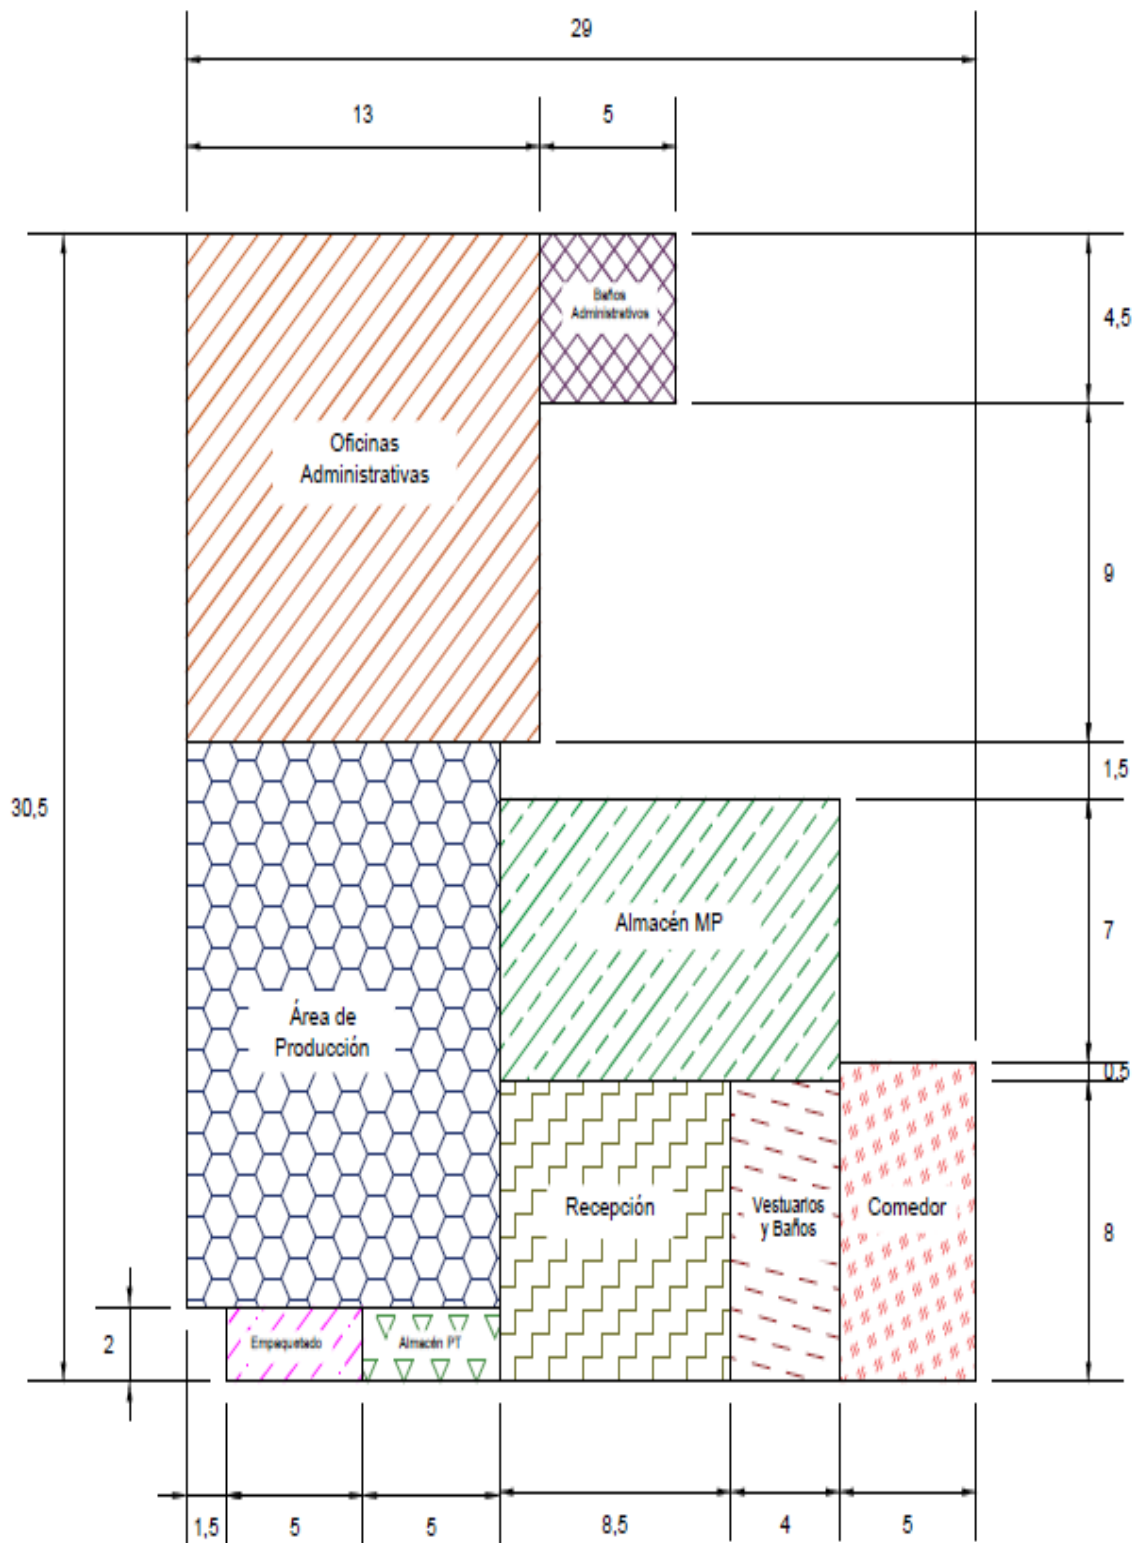 29
13
5
Baños
Administrativos
4,5
Oficinas
Administrativas
9
1,5
30,5
Almacén MP
7
Área de
Producción
0,5
Recepción
Vestuarios
y Baños
Comedor
8
2
Empaquetado
Almacén PT
1,5
5
5
8,5
4
5